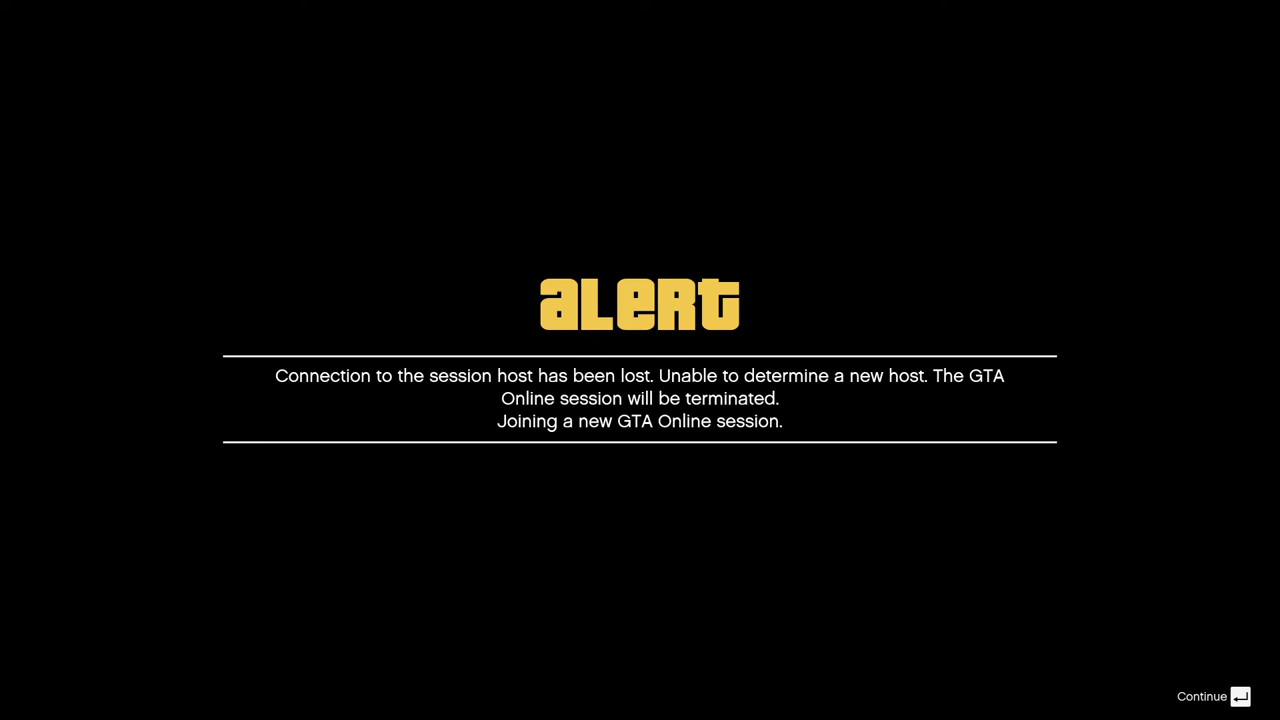 alert
Connection to the session host has been lost. Unable to determine a new host. The GTA
Online session will be terminated.
Joining a new GTA Online session.
Continue